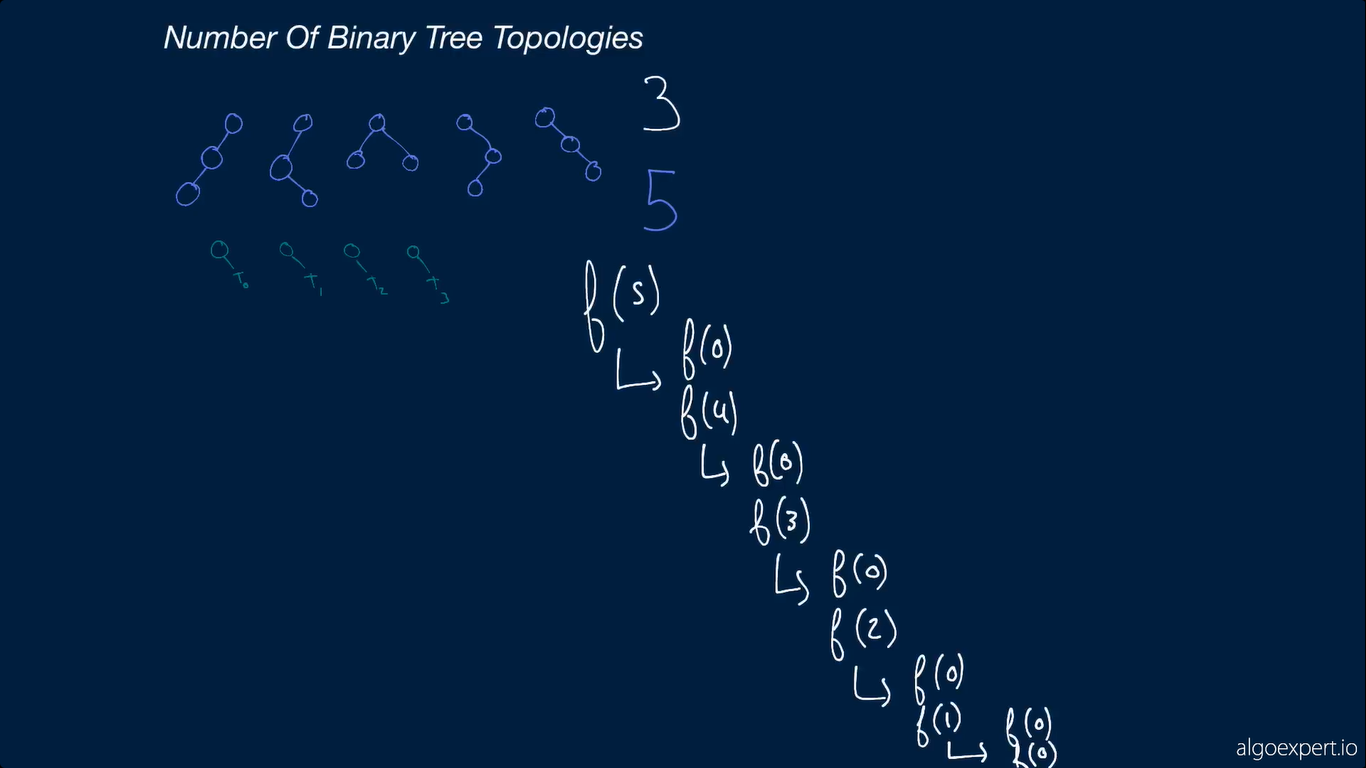 Number Of Binary Tree Topologies
3
5
T₀ T₁ T₂ T₃
f(5)
f(0)
f(4)
f(0)
f(3)
f(0)
f(2)
f(0)
f(1)
f(0)
f(0)
algoexpert.io